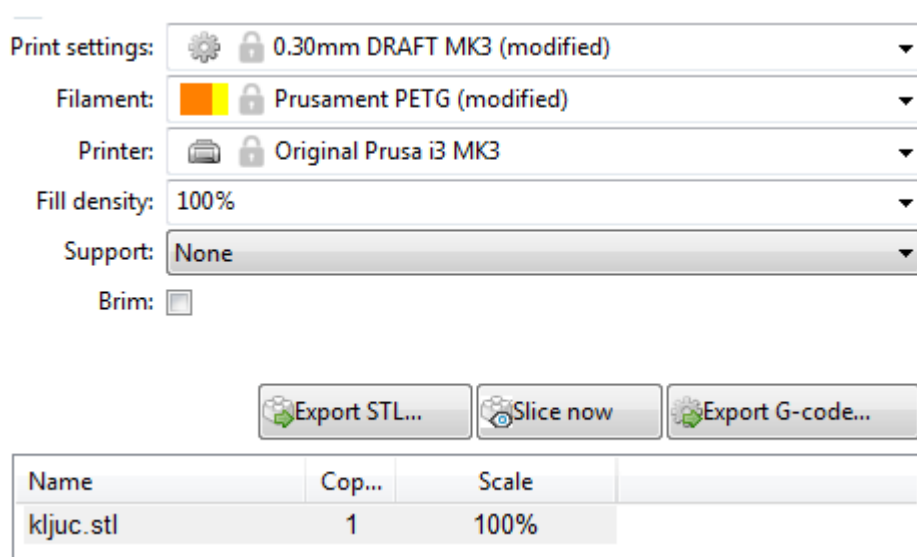 Print settings: 0.30mm DRAFT MK3 (modified)
Filament: Prusament PETG (modified)
Printer: Original Prusa i3 MK3
Fill density: 100%
Support: None
Brim:
Export STL... Slice now Export G-code...
Name Cop... Scale
kljuc.stl 1 100%